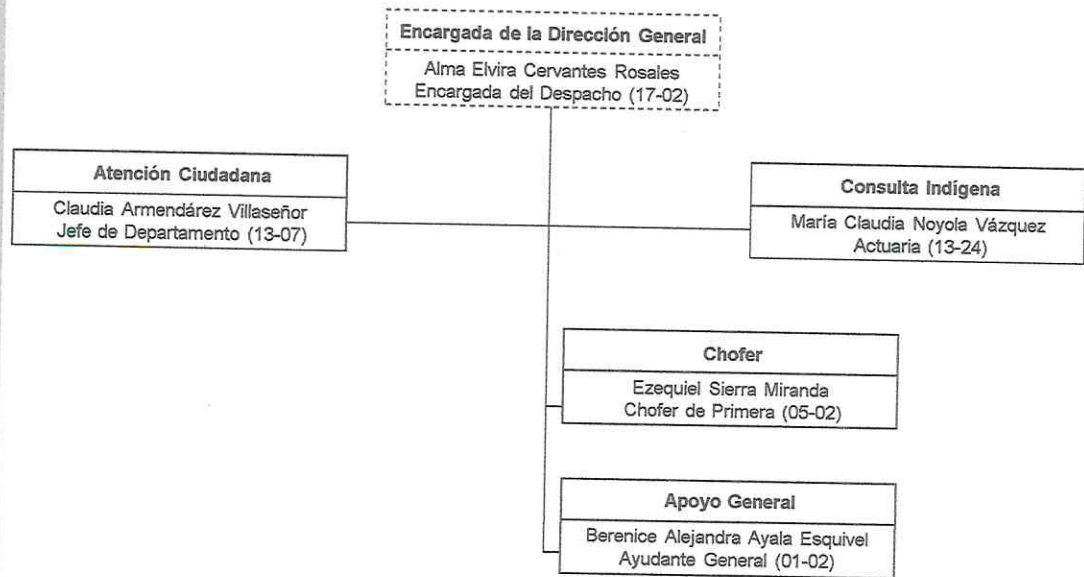 Encargada de la Dirección General
Alma Elvira Cervantes Rosales
Encargada del Despacho (17-02)
Atención Ciudadana
Claudia Armendárez Villaseñor
Jefe de Departamento (13-07)
Consulta Indígena
María Claudia Noyola Vázquez
Actuaria (13-24)
Chofer
Ezequiel Sierra Miranda
Chofer de Primera (05-02)
Apoyo General
Berenice Alejandra Ayala Esquivel
Ayudante General (01-02)